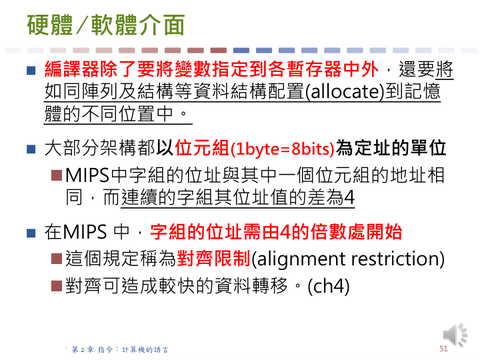 硬體/軟體介面
編譯器除了要將變數指定到各暫存器中外,還要將
如同陣列及結構等資料結構配置(allocate)到記憶
體的不同位置中。
大部分架構都以位元組(1byte=8bits)為定址的單位
MIPS中字組的位址與其中一個位元組的地址相
同,而連續的字組其位址值的差為4
在MIPS 中,字組的位址需由4的倍數處開始
這個規定稱為對齊限制(alignment restriction)
對齊可造成較快的資料轉移。(ch4)
第 2 章 指令:計算機的語言
51